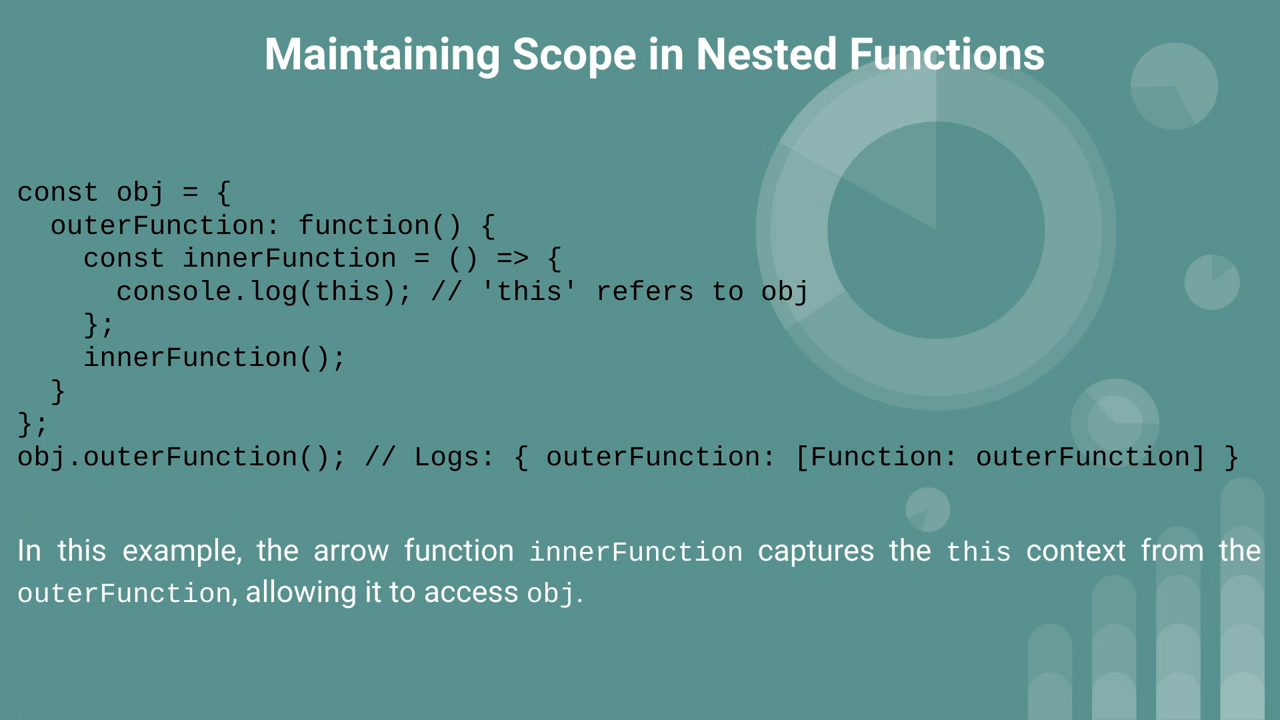 Maintaining Scope in Nested Functions
const obj = {
  outerFunction: function() {
    const innerFunction = () => {
      console.log(this); // 'this' refers to obj
    };
    innerFunction();
  }
};
obj.outerFunction(); // Logs: { outerFunction: [Function: outerFunction] }
In this example, the arrow function innerFunction captures the this context from the
outerFunction, allowing it to access obj.